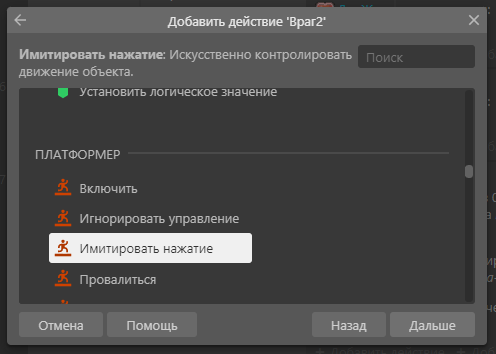 Добавить действие 'Враг2'
Имитировать нажатие: Искусственно контролировать
движение объекта.
Поиск
Установить логическое значение
ПЛАТФОРМЕР
Включить
Игнорировать управление
Имитировать нажатие
Провалиться
Отмена
Помощь
Назад
Дальше